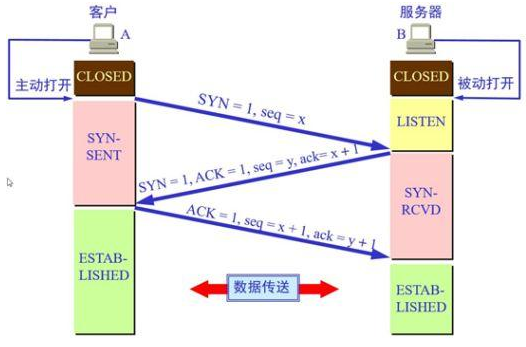 客户
服务器
A
B
主动打开
CLOSED
CLOSED
被动打开
SYN = 1, seq = x
LISTEN
SYN-
SENT
SYN = 1, ACK = 1, seq = y, ack= x + 1
SYN-
RCVD
ACK = 1, seq = x + 1, ack = y + 1
ESTAB-
LISHED
数据传送
ESTAB-
LISHED